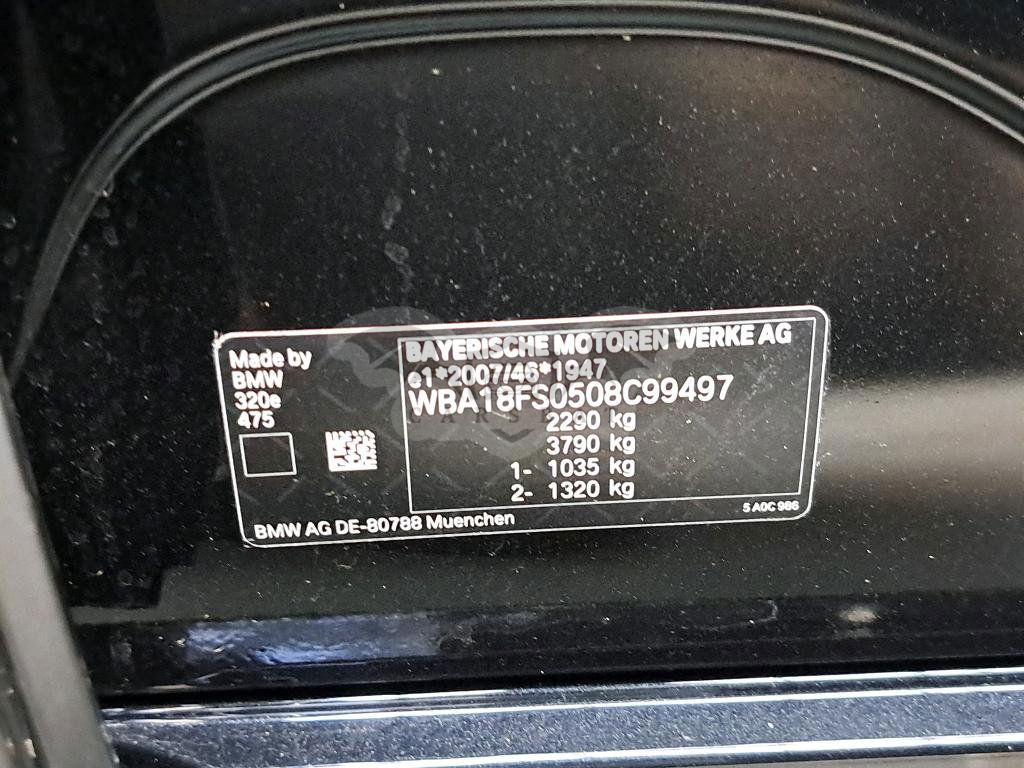 Made by
BMW
320e
475
BAYERISCHE MOTOREN WERKE AG
e1*2007/46*1947
WBA18FS0508C99497
2290 kg
3790 kg
1- 1035 kg
2- 1320 kg
BMW AG DE-80788 Muenchen
5 A0C 986